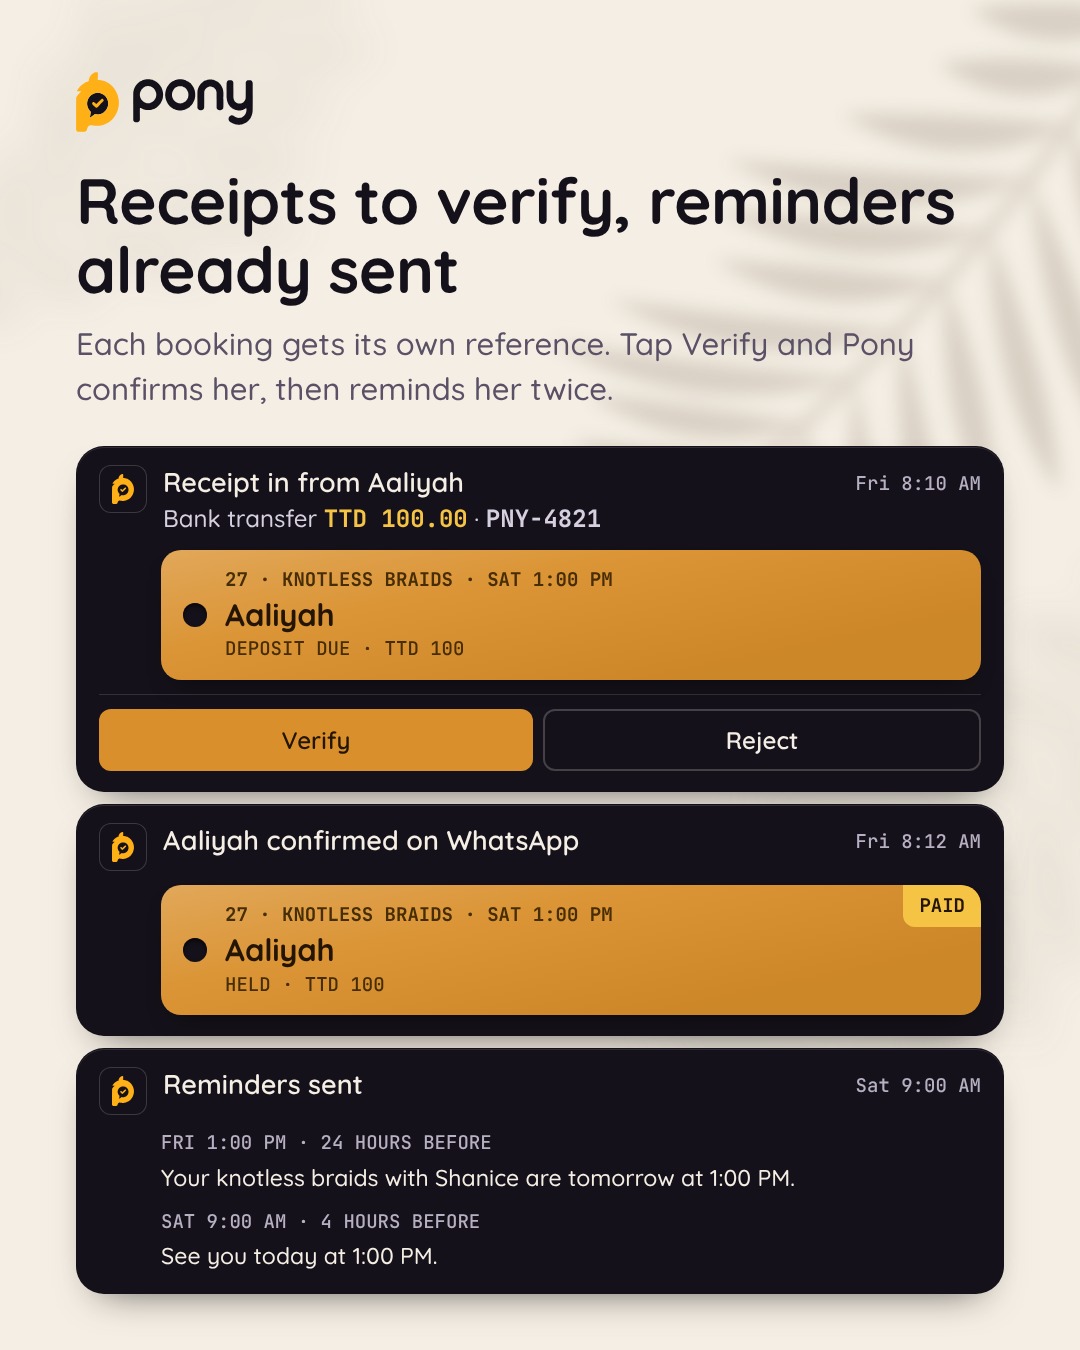 pony
Receipts to verify, reminders
already sent
Each booking gets its own reference. Tap Verify and Pony
confirms her, then reminds her twice.
Receipt in from Aaliyah
Fri 8:10 AM
Bank transfer TTD 100.00 · PNY-4821
27 · KNOTLESS BRAIDS · SAT 1:00 PM
Aaliyah
DEPOSIT DUE · TTD 100
Verify
Reject
Aaliyah confirmed on WhatsApp
Fri 8:12 AM
27 · KNOTLESS BRAIDS · SAT 1:00 PM
PAID
Aaliyah
HELD · TTD 100
Reminders sent
Sat 9:00 AM
FRI 1:00 PM · 24 HOURS BEFORE
Your knotless braids with Shanice are tomorrow at 1:00 PM.
SAT 9:00 AM · 4 HOURS BEFORE
See you today at 1:00 PM.